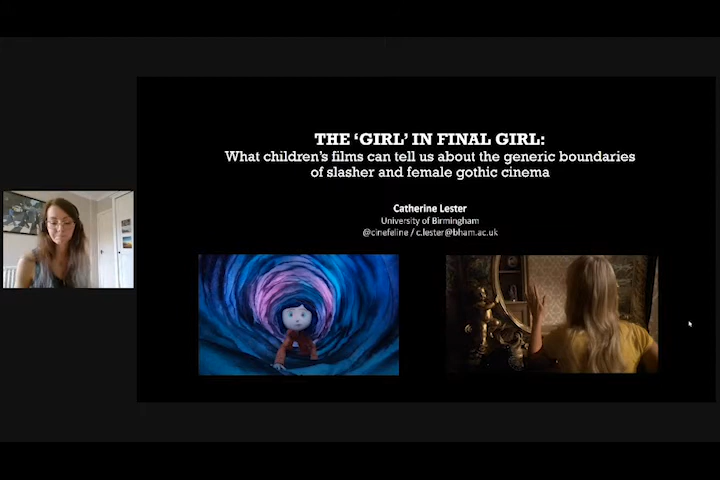 THE ‘GIRL’ IN FINAL GIRL:
What children’s films can tell us about the generic boundaries
of slasher and female gothic cinema
Catherine Lester
University of Birmingham
@cinefeline / c.lester@bham.ac.uk